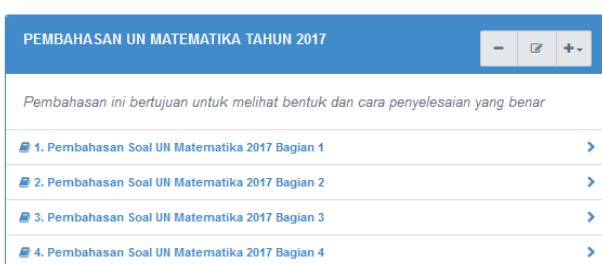 PEMBAHASAN UN MATEMATIKA TAHUN 2017
Pembahasan ini bertujuan untuk melihat bentuk dan cara penyelesaian yang benar
1. Pembahasan Soal UN Matematika 2017 Bagian 1
2. Pembahasan Soal UN Matematika 2017 Bagian 2
3. Pembahasan Soal UN Matematika 2017 Bagian 3
4. Pembahasan Soal UN Matematika 2017 Bagian 4